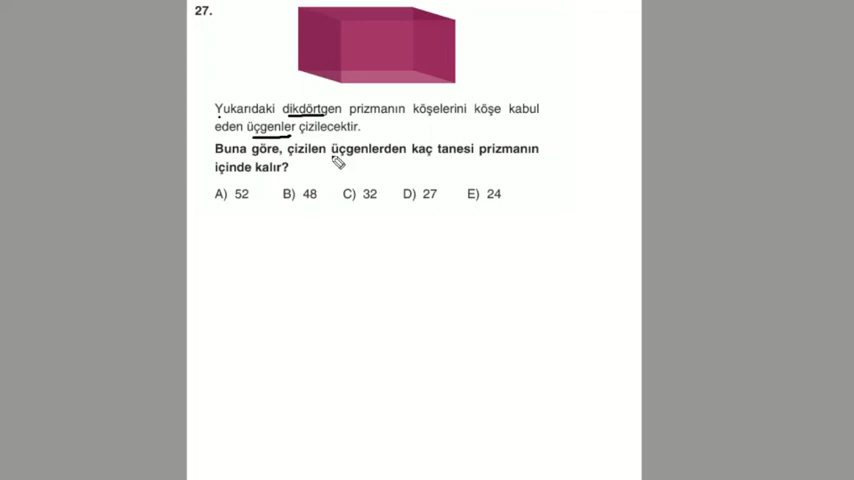 27.
Yukarıdaki dikdörtgen prizmanın köşelerini köşe kabul
eden üçgenler çizilecektir.
Buna göre, çizilen üçgenlerden kaç tanesi prizmanın
içinde kalır?
A) 52 B) 48 C) 32 D) 27 E) 24